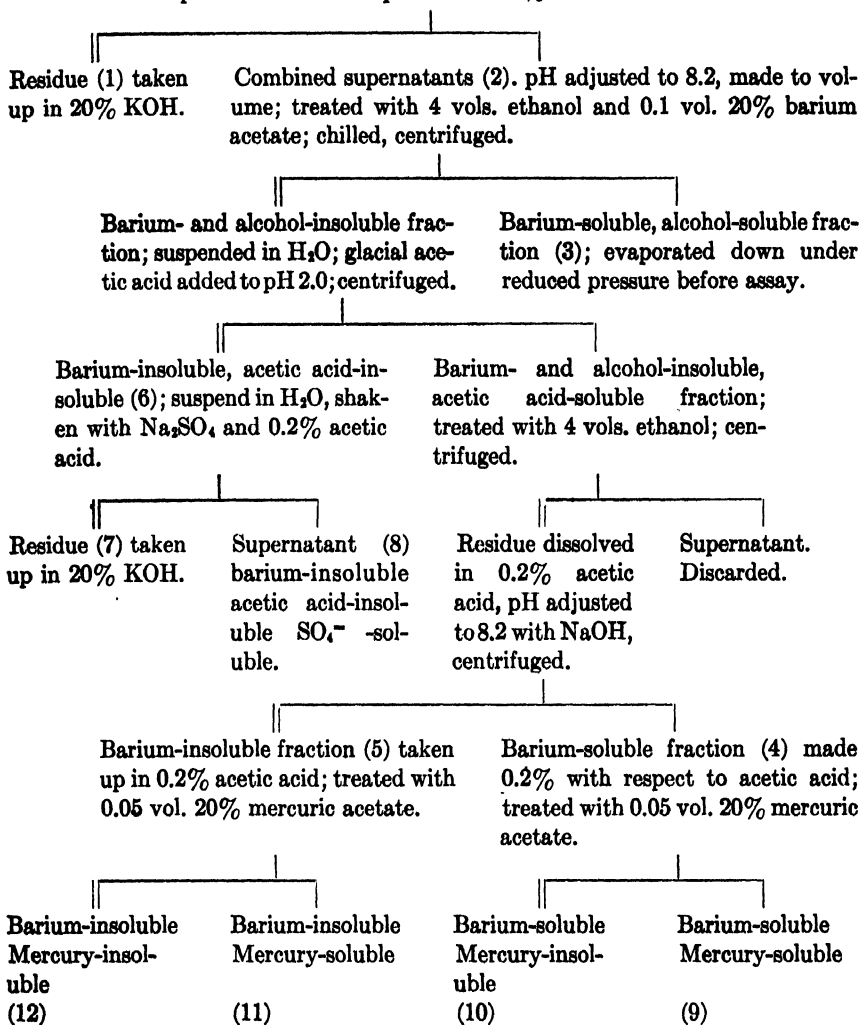 Residue (1) taken
up in 20% KOH.
Combined supernatants (2). pH adjusted to 8.2, made to vol-
ume; treated with 4 vols. ethanol and 0.1 vol. 20% barium
acetate; chilled, centrifuged.
Barium- and alcohol-insoluble frac-
tion; suspended in H₂O; glacial ace-
tic acid added to pH 2.0; centrifuged.
Barium-soluble, alcohol-soluble frac-
tion (3); evaporated down under
reduced pressure before assay.
Barium-insoluble, acetic acid-in-
soluble (6); suspend in H₂O, shak-
en with Na₂SO₄ and 0.2% acetic
acid.
Barium- and alcohol-insoluble,
acetic acid-soluble fraction;
treated with 4 vols. ethanol; cen-
trifuged.
Residue (7) taken
up in 20% KOH.
Supernatant (8)
barium-insoluble
acetic acid-insol-
uble SO₄⁻ -sol-
uble.
Residue dissolved
in 0.2% acetic
acid, pH adjusted
to 8.2 with NaOH,
centrifuged.
Supernatant.
Discarded.
Barium-insoluble fraction (5) taken
up in 0.2% acetic acid; treated with
0.05 vol. 20% mercuric acetate.
Barium-soluble fraction (4) made
0.2% with respect to acetic acid;
treated with 0.05 vol. 20% mercuric
acetate.
Barium-insoluble
Mercury-insol-
uble
(12)
Barium-insoluble
Mercury-soluble
(11)
Barium-soluble
Mercury-insol-
uble
(10)
Barium-soluble
Mercury-soluble
(9)